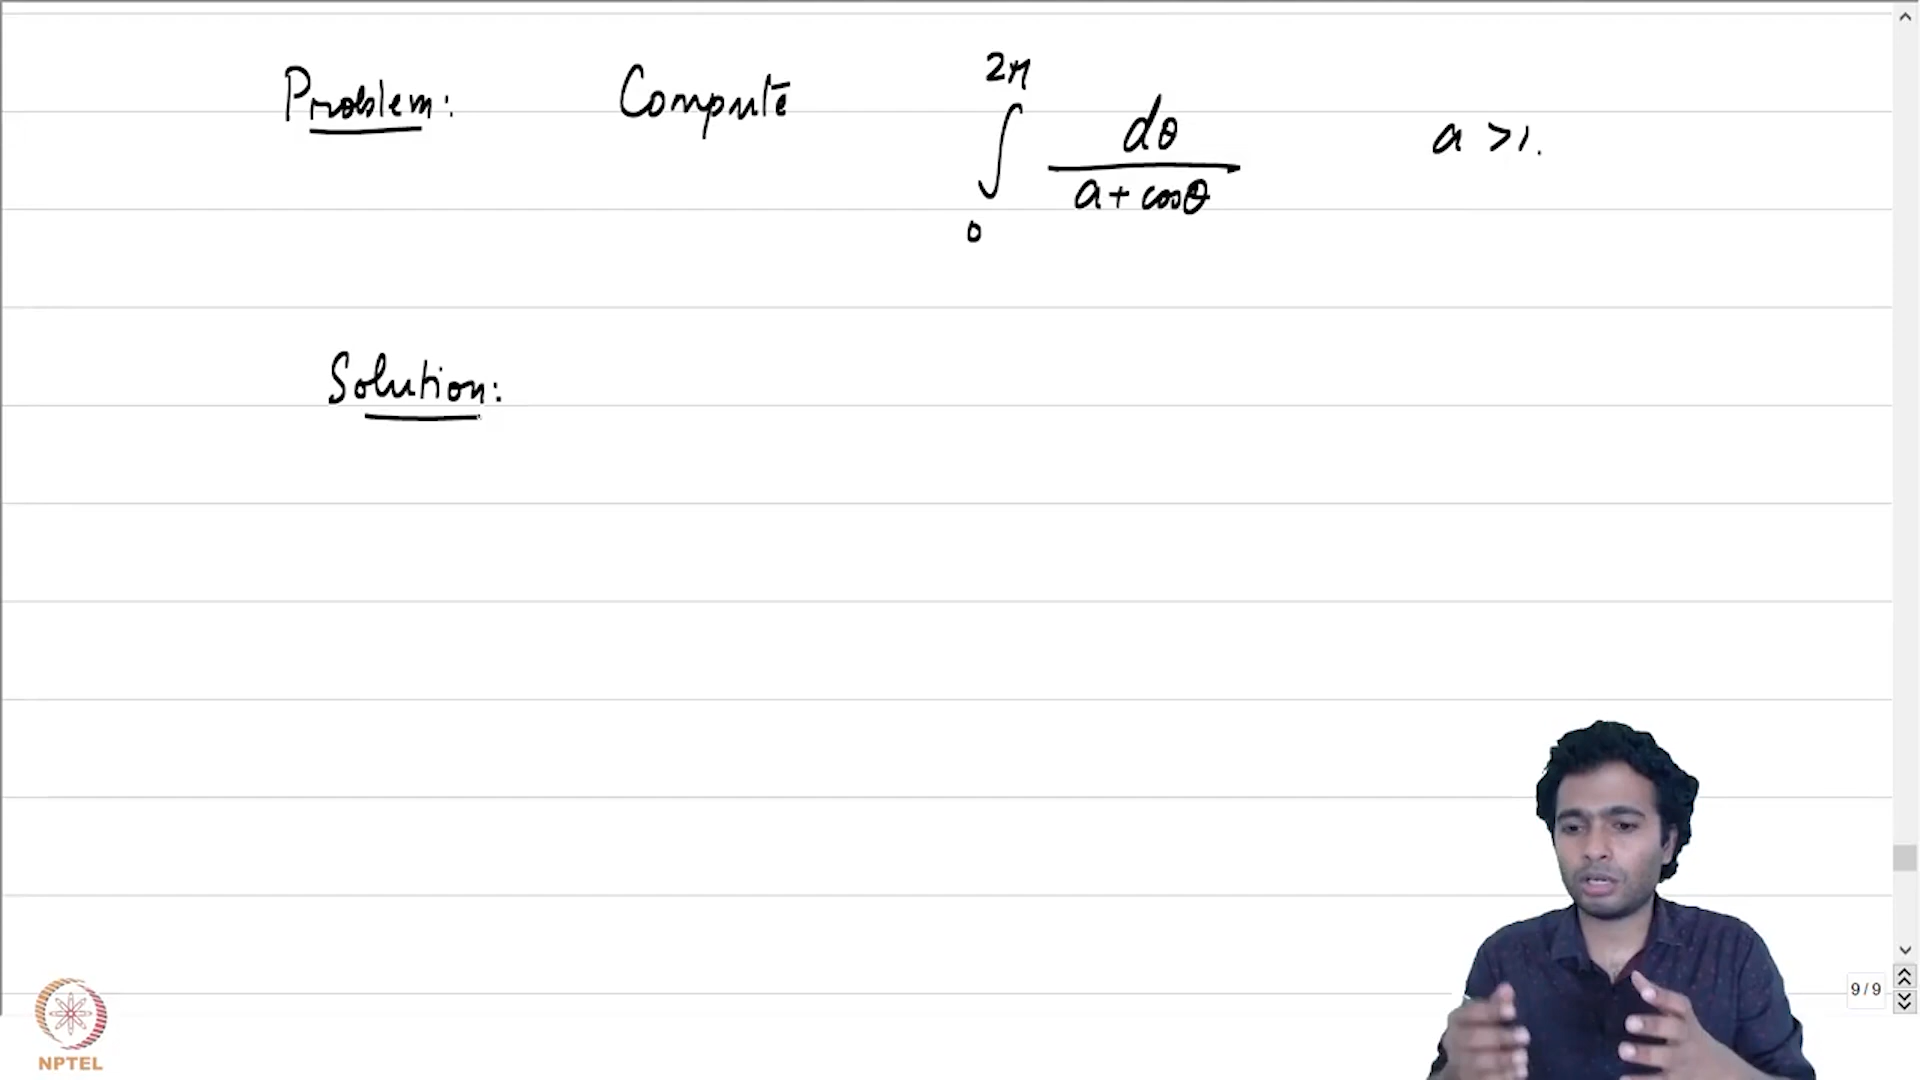 Problem: Compute ∫₀^{2π} dθ / (a + cosθ)    a > 1.
Solution:
9 / 9
NPTEL